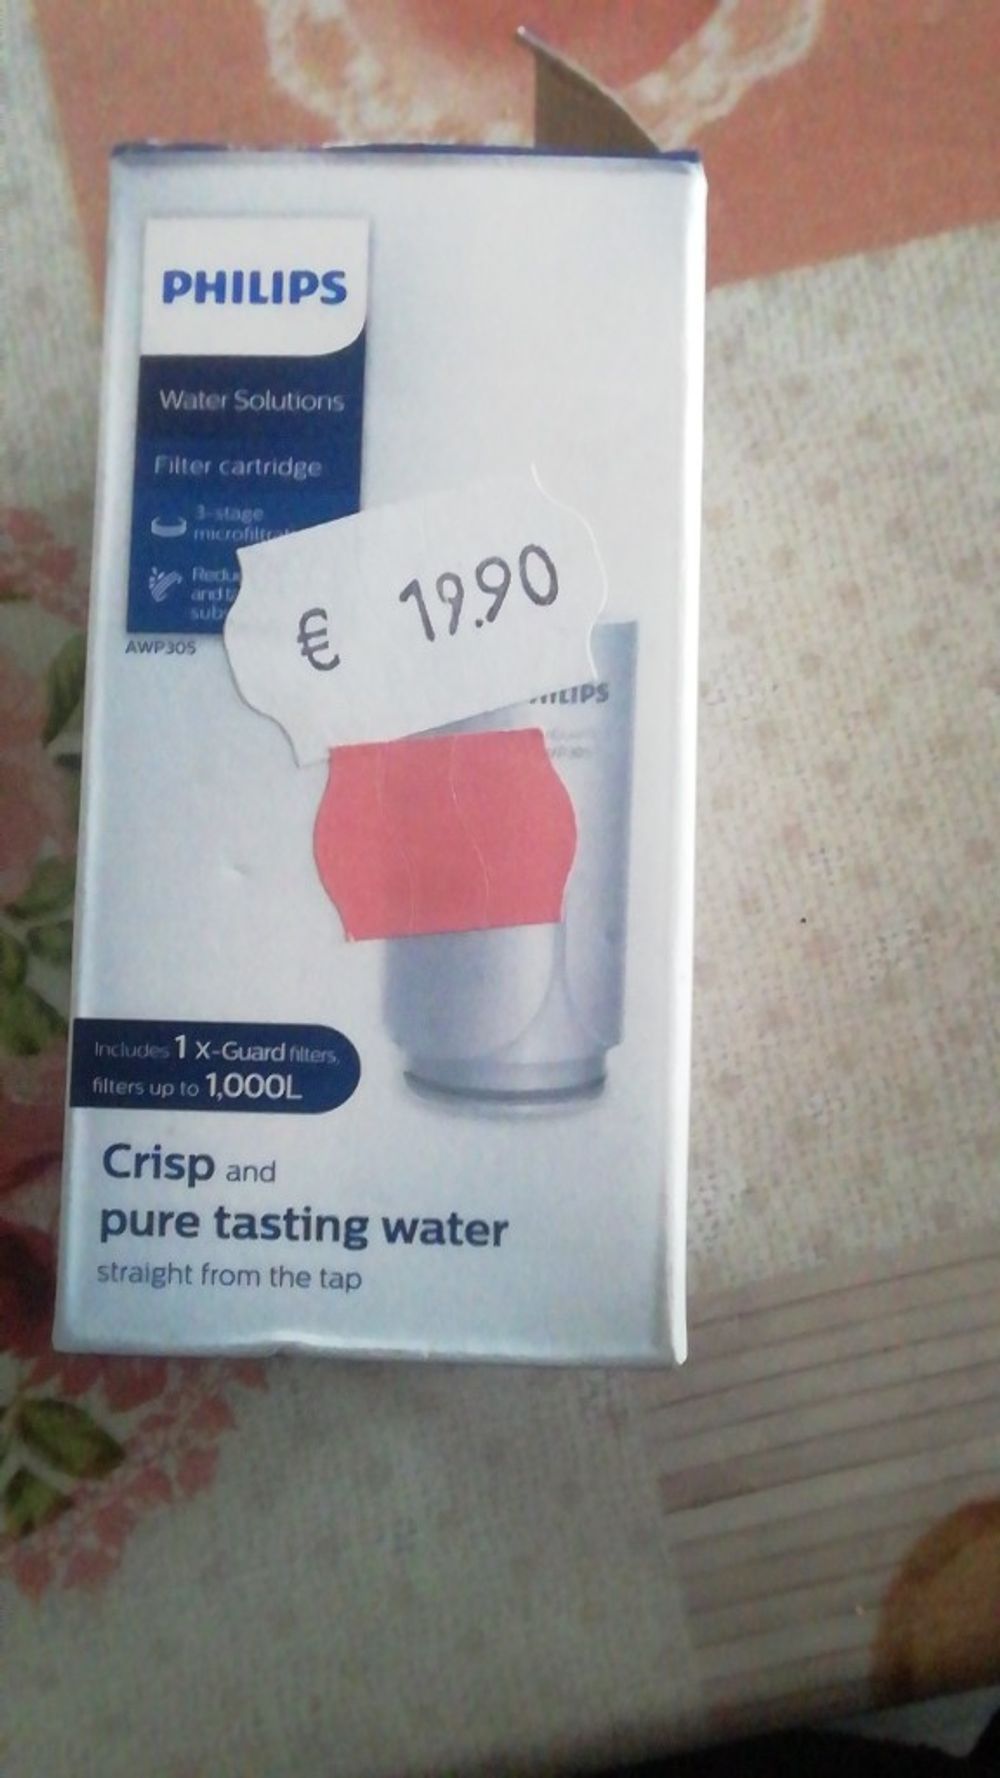 PHILIPS
Water Solutions
Filter cartridge
3-stage
and
AWP305
€ 19.90
Includes 1 X-Guard filters,
filters up to 1,000L
Crisp and
pure tasting water
straight from the tap